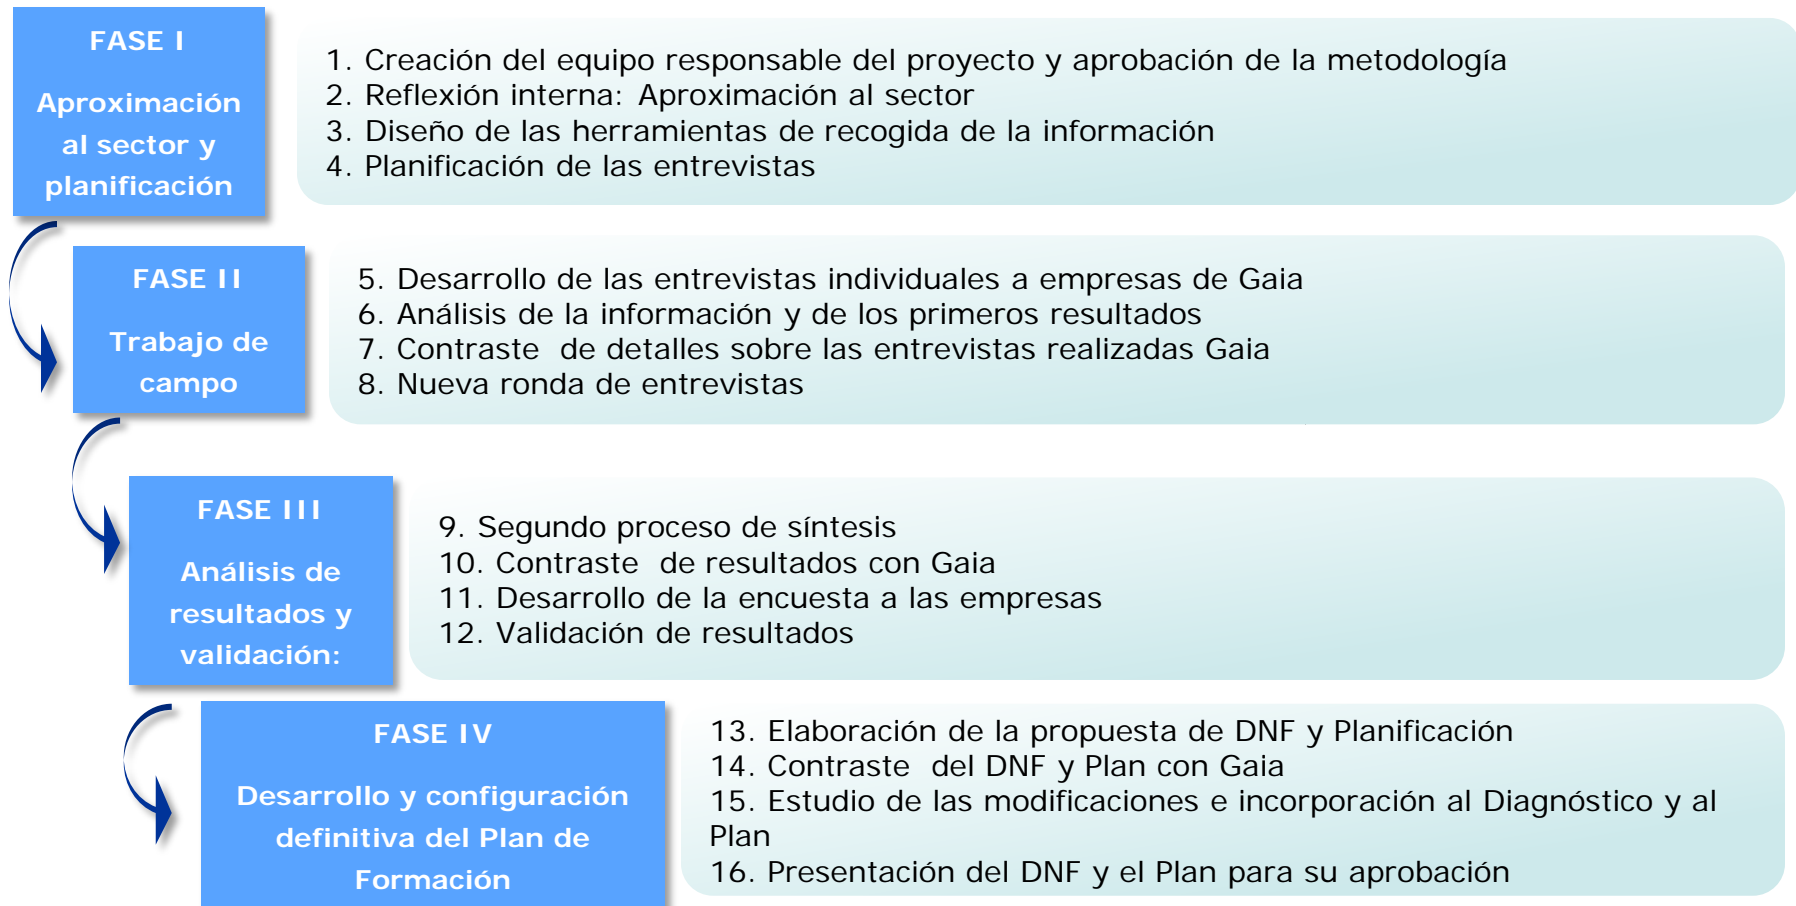 FASE I
Aproximación
al sector y
planificación
1. Creación del equipo responsable del proyecto y aprobación de la metodología
2. Reflexión interna: Aproximación al sector
3. Diseño de las herramientas de recogida de la información
4. Planificación de las entrevistas
FASE II
Trabajo de
campo
5. Desarrollo de las entrevistas individuales a empresas de Gaia
6. Análisis de la información y de los primeros resultados
7. Contraste  de detalles sobre las entrevistas realizadas Gaia
8. Nueva ronda de entrevistas
FASE III
Análisis de
resultados y
validación:
9. Segundo proceso de síntesis
10. Contraste  de resultados con Gaia
11. Desarrollo de la encuesta a las empresas
12. Validación de resultados
FASE IV
Desarrollo y configuración
definitiva del Plan de
Formación
13. Elaboración de la propuesta de DNF y Planificación
14. Contraste  del DNF y Plan con Gaia
15. Estudio de las modificaciones e incorporación al Diagnóstico y al
Plan
16. Presentación del DNF y el Plan para su aprobación